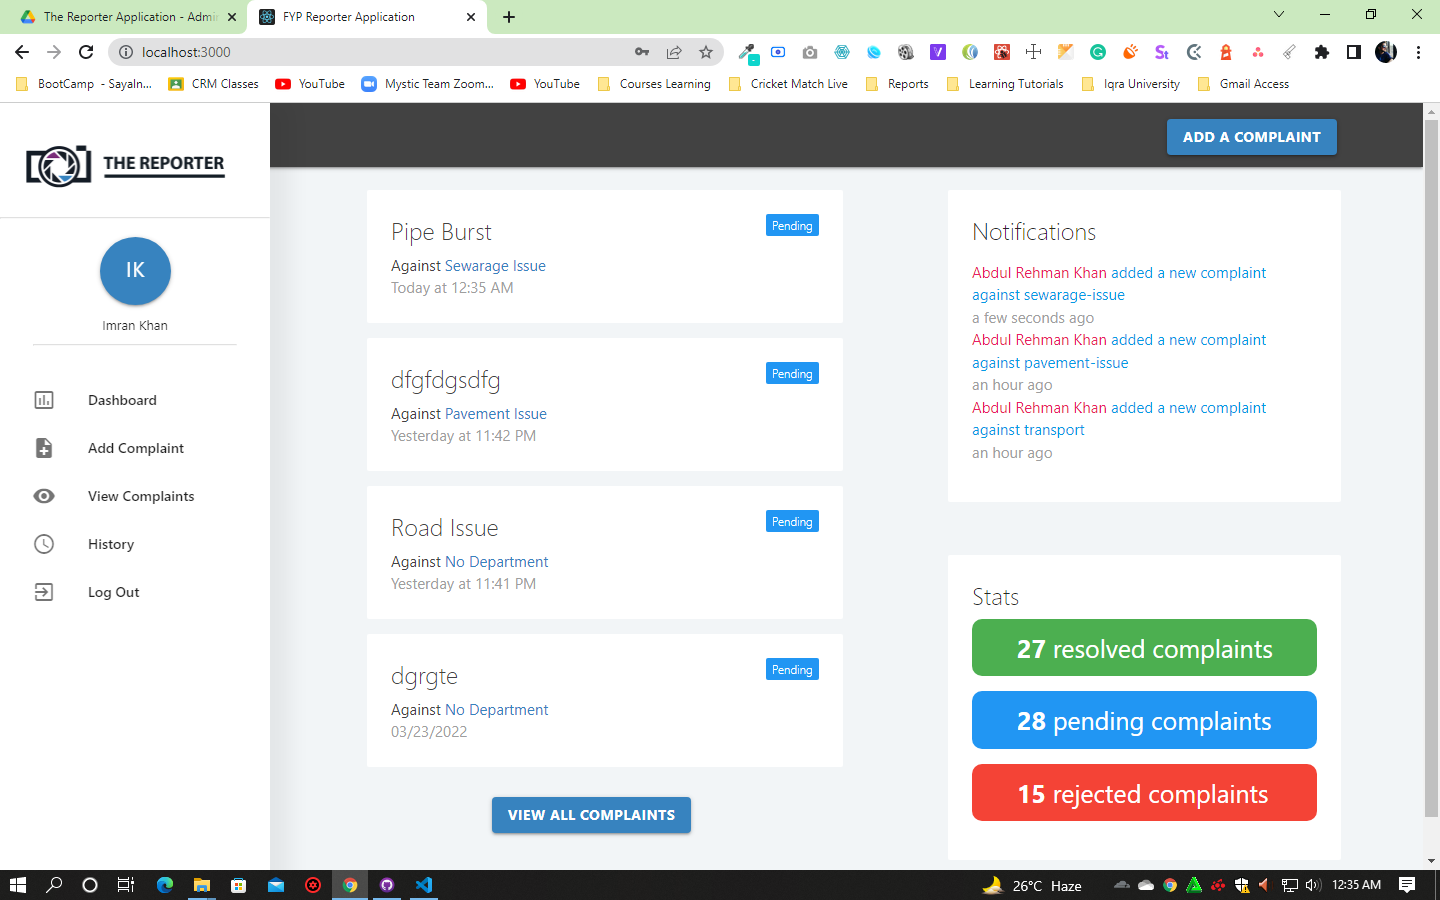 The Reporter Application - Admi
FYP Reporter Application
localhost:3000
BootCamp - SayaIn...
CRM Classes
YouTube
Mystic Team Zoom...
YouTube
Courses Learning
Cricket Match Live
Reports
Learning Tutorials
Iqra University
Gmail Access
THE REPORTER
ADD A COMPLAINT
IK
Imran Khan
Dashboard
Add Complaint
View Complaints
History
Log Out
Pipe Burst
Pending
Against Sewarage Issue
Today at 12:35 AM
dfgfdgsdfg
Pending
Against Pavement Issue
Yesterday at 11:42 PM
Road Issue
Pending
Against No Department
Yesterday at 11:41 PM
dgrgte
Pending
Against No Department
03/23/2022
VIEW ALL COMPLAINTS
Notifications
Abdul Rehman Khan added a new complaint
against sewarage-issue
a few seconds ago
Abdul Rehman Khan added a new complaint
against pavement-issue
an hour ago
Abdul Rehman Khan added a new complaint
against transport
an hour ago
Stats
27 resolved complaints
28 pending complaints
15 rejected complaints
26°C Haze
12:35 AM